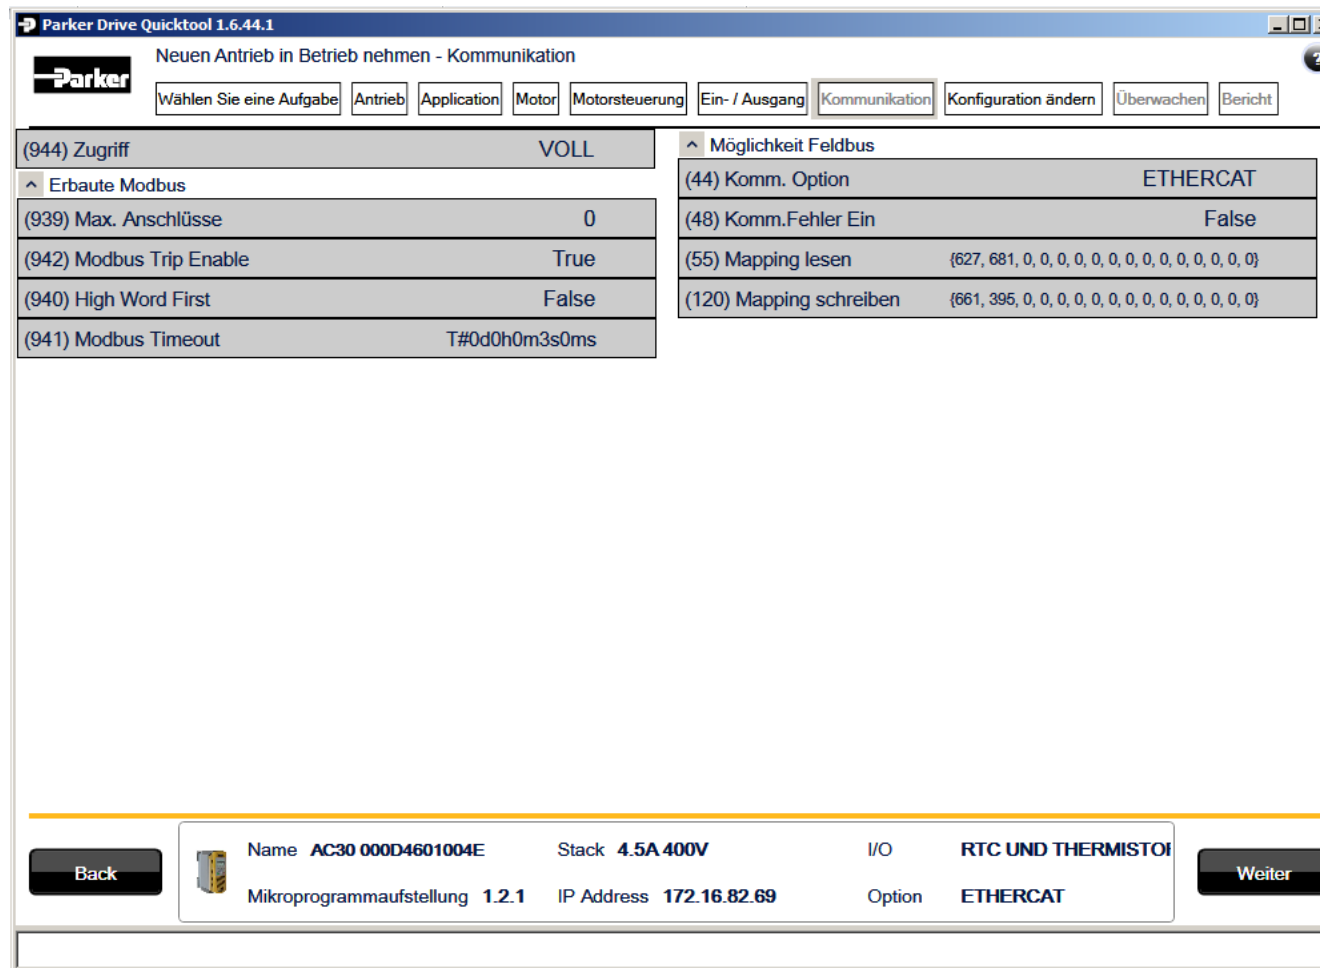 Parker Drive Quicktool 1.6.44.1
Parker
Neuen Antrieb in Betrieb nehmen - Kommunikation
?
Wählen Sie eine Aufgabe Antrieb Application Motor Motorsteuerung Ein- / Ausgang Kommunikation Konfiguration ändern Überwachen Bericht
(944) Zugriff VOLL
^ Erbaute Modbus
(939) Max. Anschlüsse 0
(942) Modbus Trip Enable True
(940) High Word First False
(941) Modbus Timeout T#0d0h0m3s0ms
^ Möglichkeit Feldbus
(44) Komm. Option ETHERCAT
(48) Komm.Fehler Ein False
(55) Mapping lesen {627, 681, 0, 0, 0, 0, 0, 0, 0, 0, 0, 0, 0, 0, 0, 0}
(120) Mapping schreiben {661, 395, 0, 0, 0, 0, 0, 0, 0, 0, 0, 0, 0, 0, 0, 0}
Back
Name AC30 000D4601004E Stack 4.5A 400V I/O RTC UND THERMISTOR
Mikroprogrammaufstellung 1.2.1 IP Address 172.16.82.69 Option ETHERCAT
Weiter